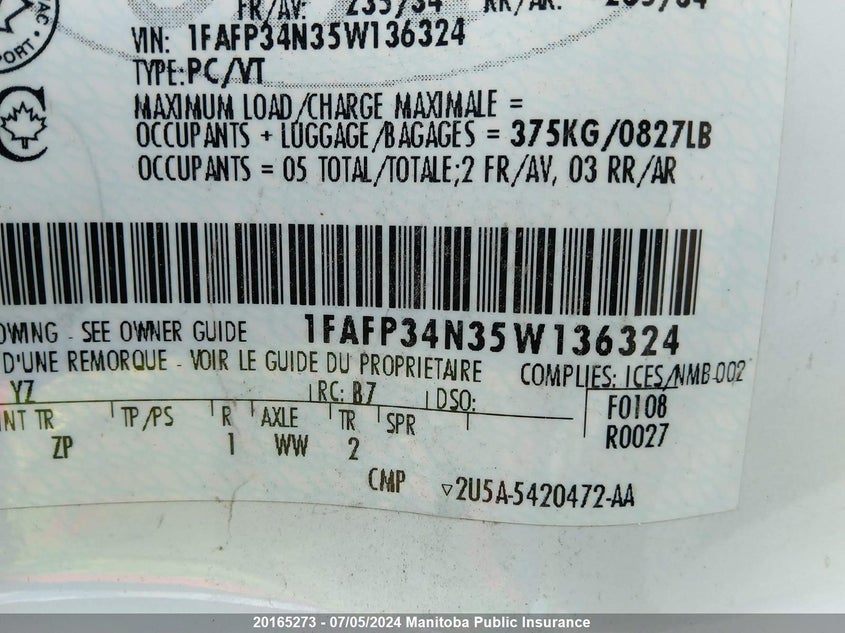 FR/AV: 235/34 RR/AR:
VIN: 1FAFP34N35W136324
TYPE:PC/VT
MAXIMUM LOAD/CHARGE MAXIMALE =
OCCUPANTS + LUGGAGE/BAGAGES = 375KG/0827LB
OCCUPANTS = 05 TOTAL/TOTALE;2 FR/AV, 03 RR/AR
- SEE OWNER GUIDE 1FAFP34N35W136324
D'UNE REMORQUE - VOIR LE GUIDE DU PROPRIETAIRE COMPLIES: ICES/NMB-002
YZ RC: B7 DSO: F0108
INT TR TP/PS R AXLE TR SPR R0027
ZP 1 WW 2
CMP ▽2U5A-5420472-AA
20165273 - 07/05/2024 Manitoba Public Insurance